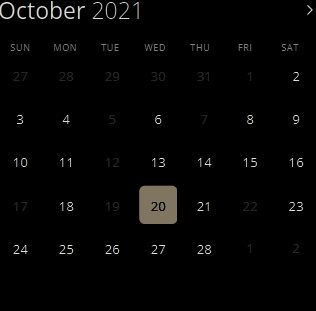 October 2021
SUN MON TUE WED THU FRI SAT
27 28 29 30 31 1 2
3 4 5 6 7 8 9
10 11 12 13 14 15 16
17 18 19 20 21 22 23
24 25 26 27 28 1 2